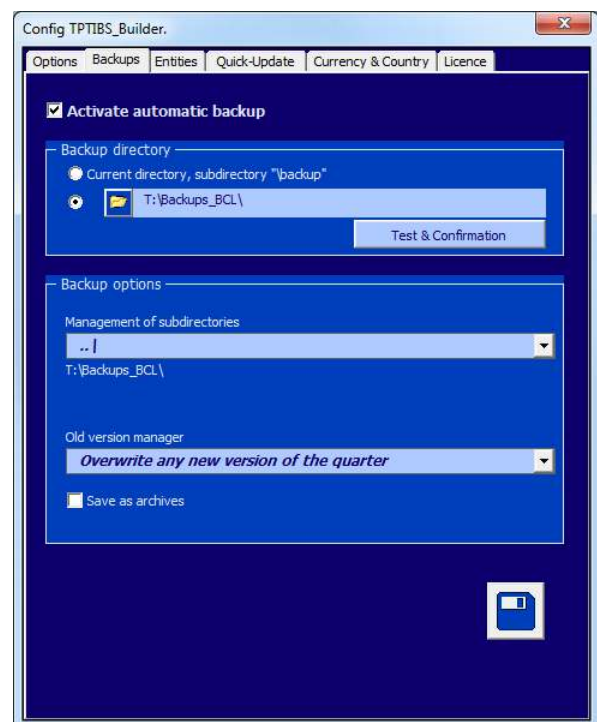 Config TPTIBS_Builder.
Options Backups Entities Quick-Update Currency & Country Licence
Activate automatic backup
Backup directory
Current directory, subdirectory "\backup"
T:\Backups_BCL\
Test & Confirmation
Backup options
Management of subdirectories
.. |
T:\Backups_BCL\
Old version manager
Overwrite any new version of the quarter
Save as archives